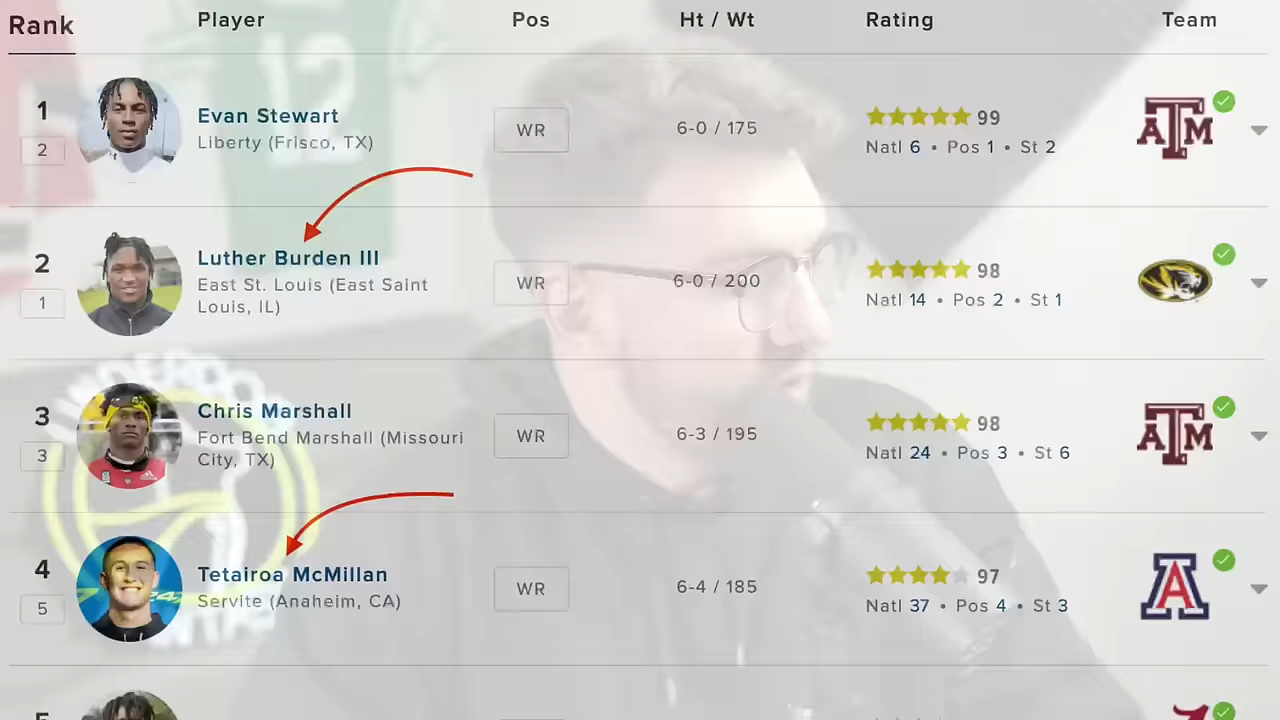 Rank Player Pos Ht / Wt Rating Team
1 Evan Stewart WR 6-0 / 175 99 ATM
2 Liberty (Frisco, TX) Natl 6 • Pos 1 • St 2
2 Luther Burden III WR 6-0 / 200 98
1 East St. Louis (East Saint Natl 14 • Pos 2 • St 1
Louis, IL)
3 Chris Marshall WR 6-3 / 195 98 ATM
3 Fort Bend Marshall (Missouri Natl 24 • Pos 3 • St 6
City, TX)
4 Tetairoa McMillan WR 6-4 / 185 97 A
5 Servite (Anaheim, CA) Natl 37 • Pos 4 • St 3
12